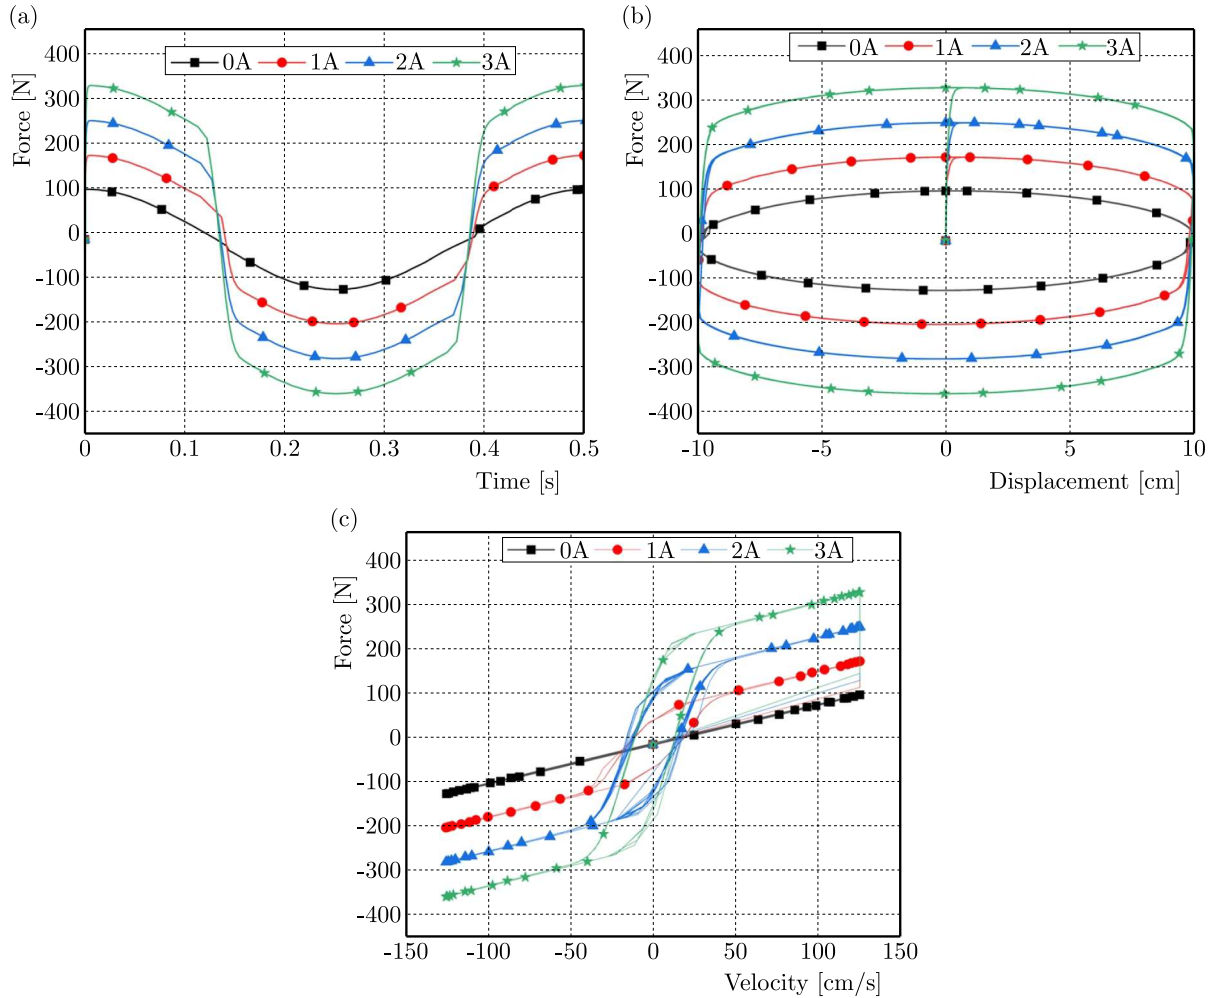 (a)
0A 1A 2A 3A
Force [N]
400
300
200
100
0
-100
-200
-300
-400
0 0.1 0.2 0.3 0.4 0.5
Time [s]
(b)
0A 1A 2A 3A
Force [N]
400
300
200
100
0
-100
-200
-300
-400
-10 -5 0 5 10
Displacement [cm]
(c)
0A 1A 2A 3A
Force [N]
400
300
200
100
0
-100
-200
-300
-400
-150 -100 -50 0 50 100 150
Velocity [cm/s]